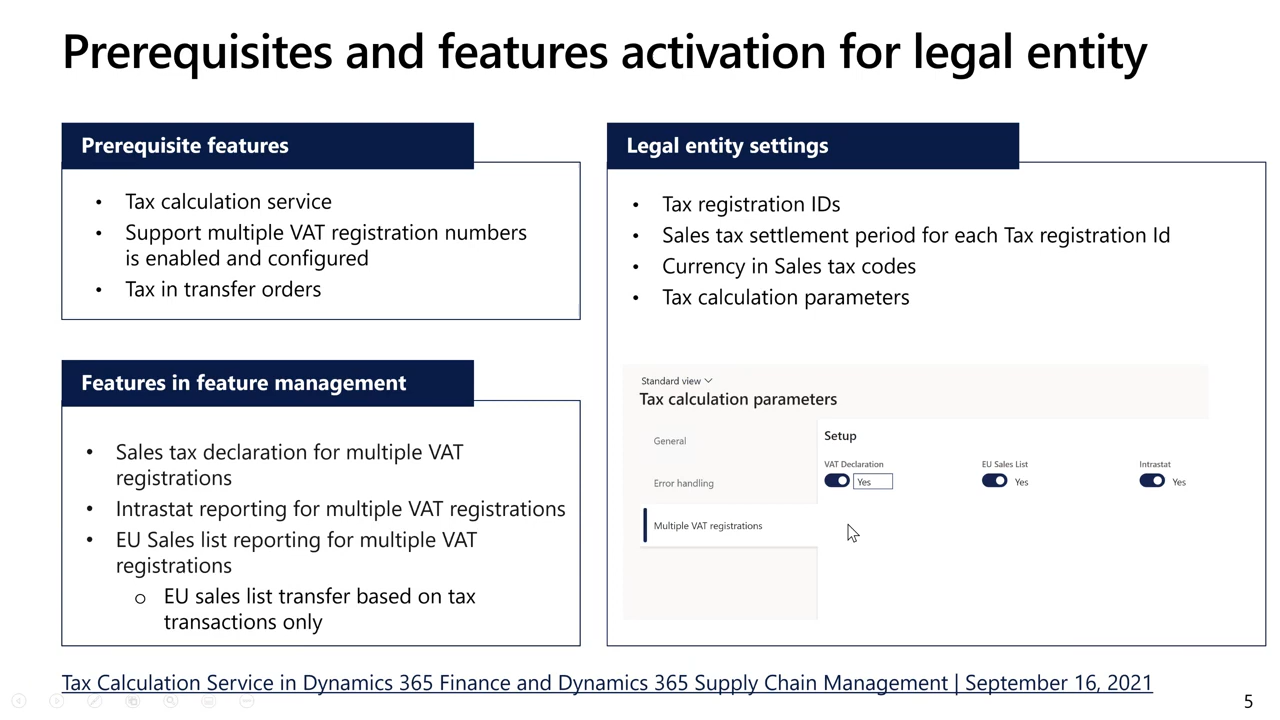 Prerequisites and features activation for legal entity
Prerequisite features
• Tax calculation service
• Support multiple VAT registration numbers
is enabled and configured
• Tax in transfer orders
Features in feature management
• Sales tax declaration for multiple VAT
registrations
• Intrastat reporting for multiple VAT registrations
• EU Sales list reporting for multiple VAT
registrations
o EU sales list transfer based on tax
transactions only
Legal entity settings
• Tax registration IDs
• Sales tax settlement period for each Tax registration Id
• Currency in Sales tax codes
• Tax calculation parameters
Standard view
Tax calculation parameters
General
Error handling
Multiple VAT registrations
Setup
VAT Declaration EU Sales List Intrastat
Yes Yes Yes
Tax Calculation Service in Dynamics 365 Finance and Dynamics 365 Supply Chain Management | September 16, 2021
5